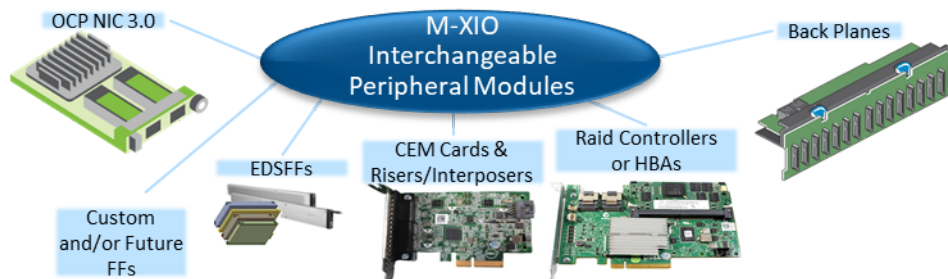 OCP NIC 3.0
M-XIO
Interchangeable
Peripheral Modules
Back Planes
EDSFFs
CEM Cards &
Risers/Interposers
Raid Controllers
or HBAs
Custom
and/or Future
FFs